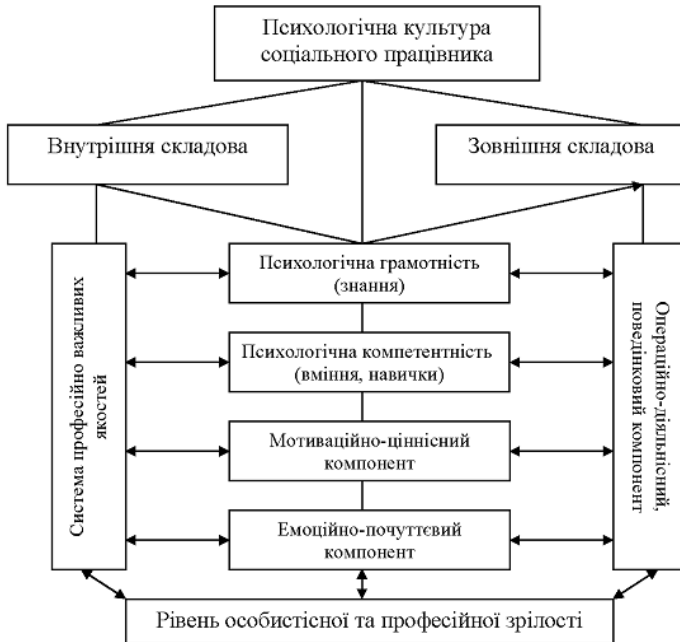 Психологічна культура
соціального працівника
Внутрішня складова
Зовнішня складова
Система професійно важливих
якостей
Психологічна грамотність
(знання)
Психологічна компетентність
(вміння, навички)
Мотиваційно-ціннісний
компонент
Емоційно-почуттєвий
компонент
Операційно-діяльнісний,
поведінковий компонент
Рівень особистісної та професійної зрілості